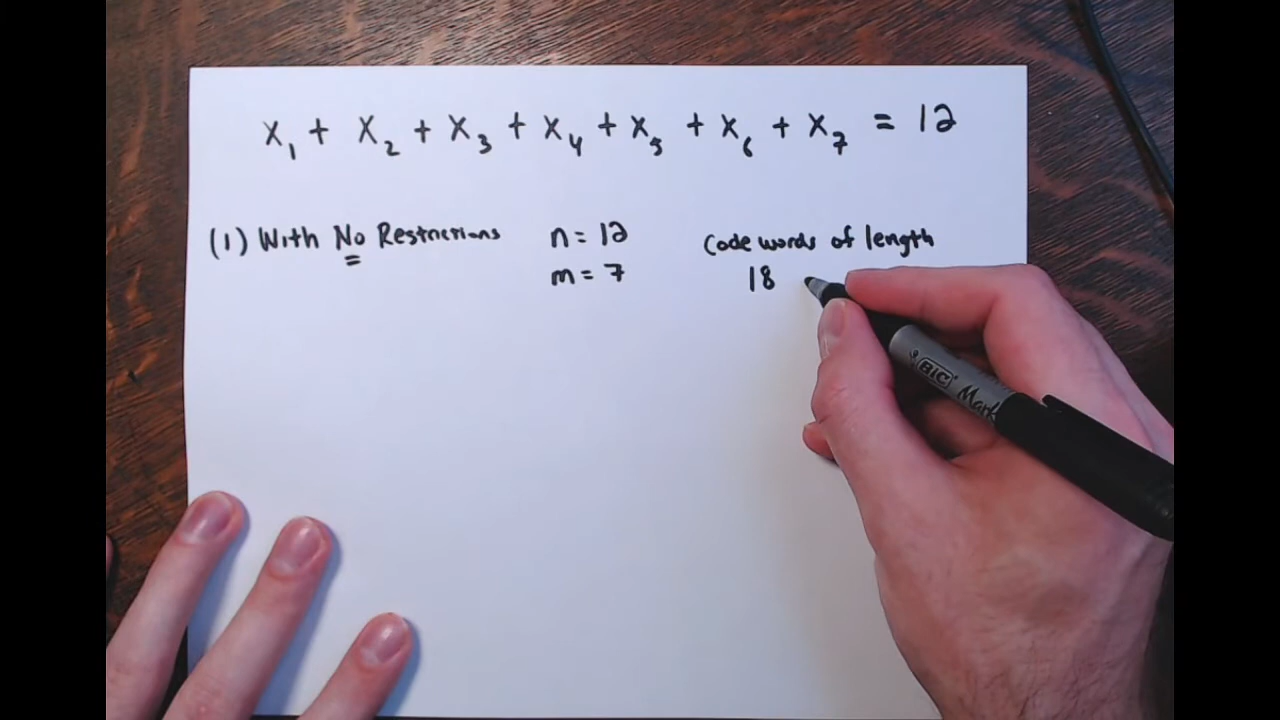 x₁ + x₂ + x₃ + x₄ + x₅ + x₆ + x₇ = 12
(1) With No Restrictions n = 12 Code words of length
m = 7 18
BIC Mark